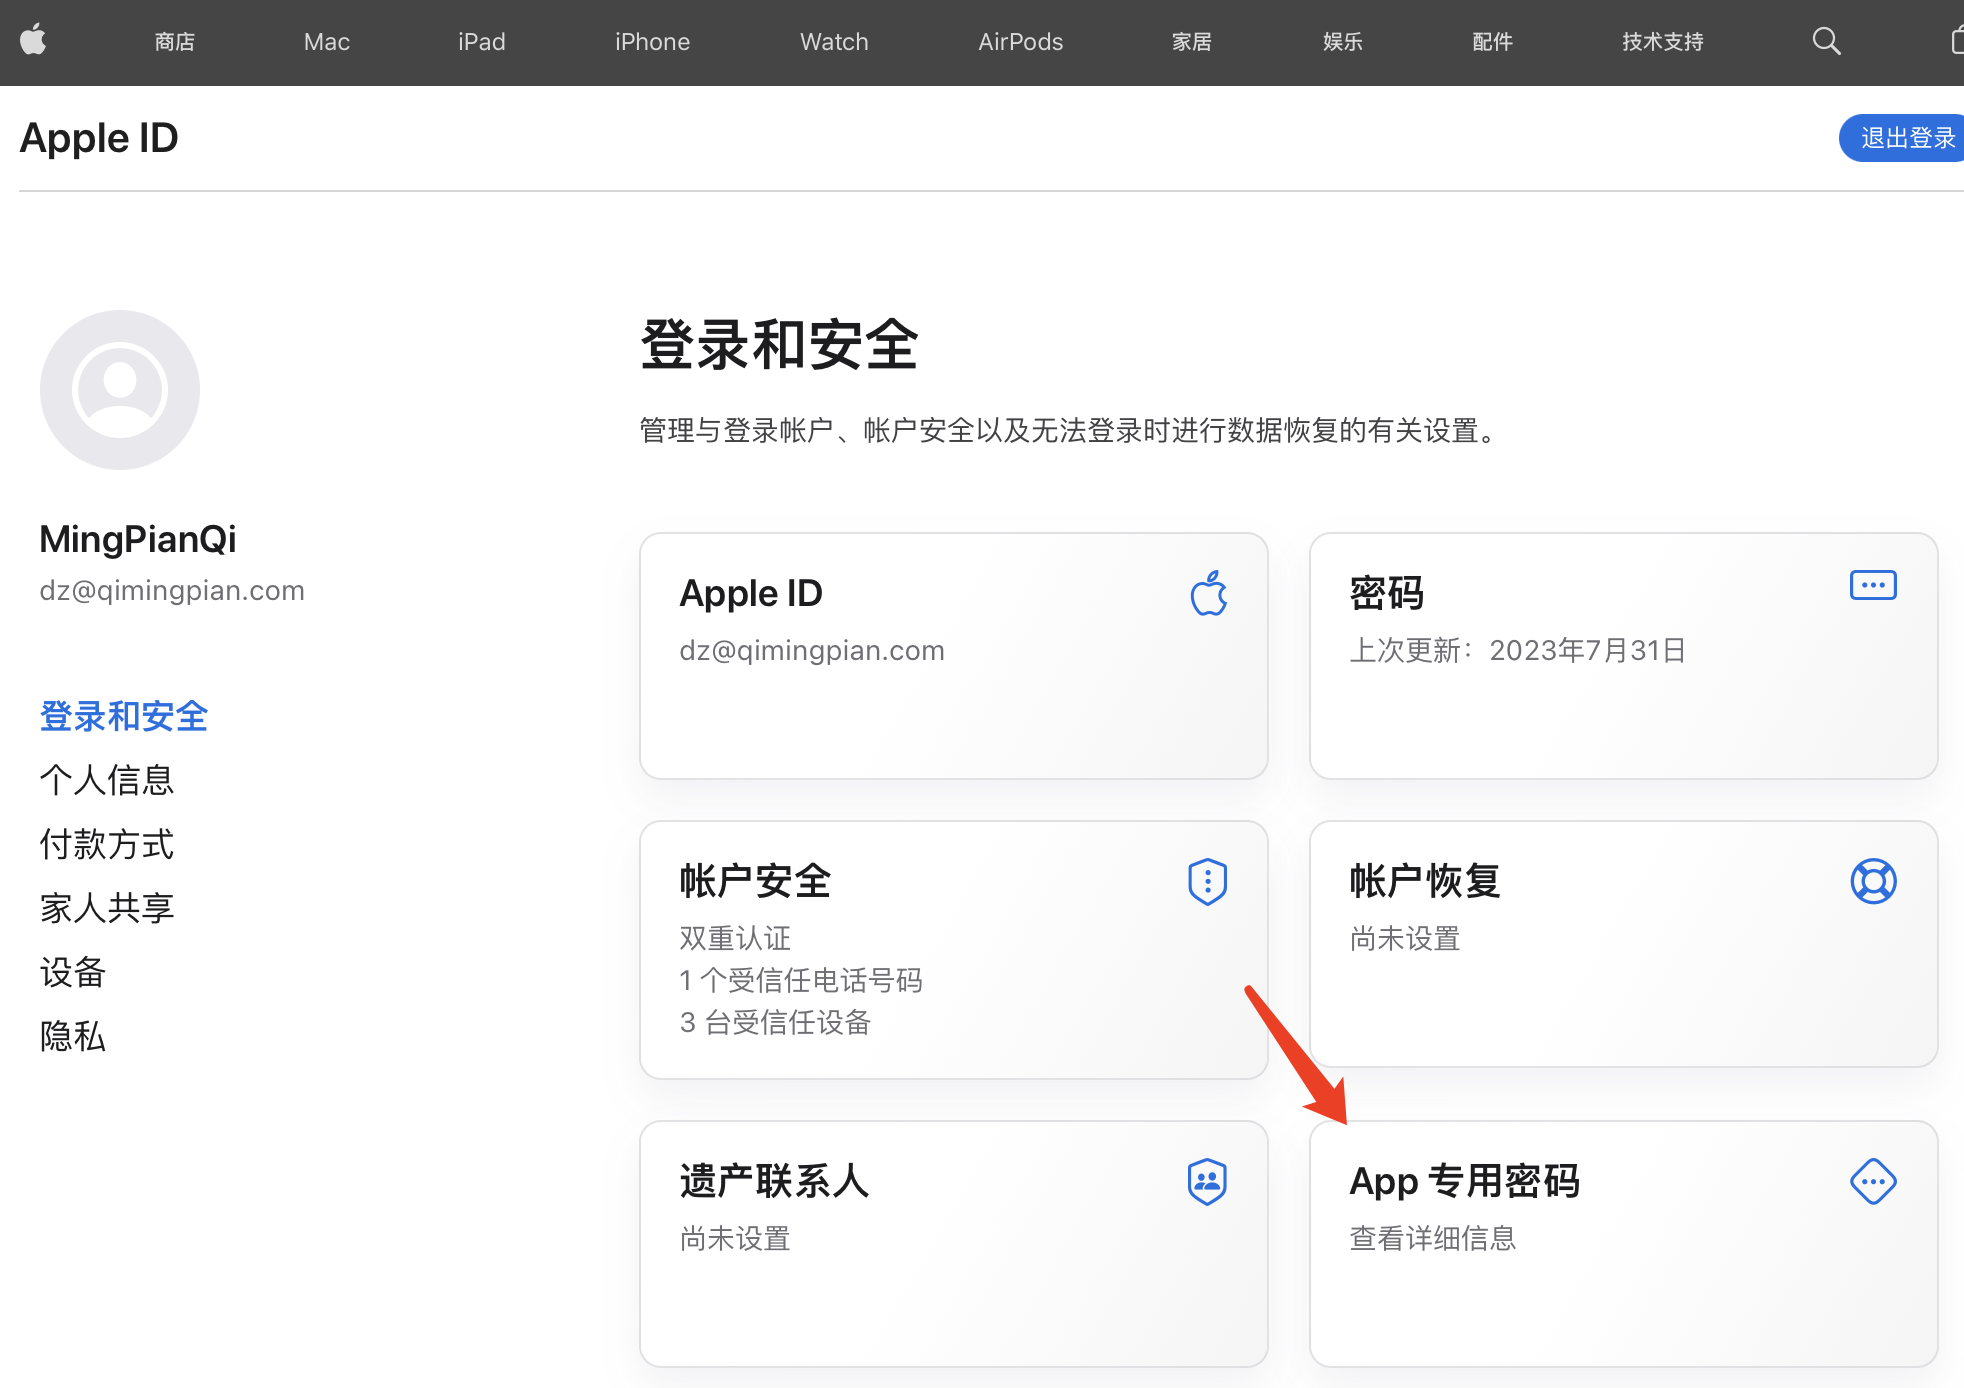 商店 Mac iPad iPhone Watch AirPods 家居 娱乐 配件 技术支持
Apple ID
退出登录
MingPianQi
dz@qimingpian.com
登录和安全
个人信息
付款方式
家人共享
设备
隐私
登录和安全
管理与登录帐户、帐户安全以及无法登录时进行数据恢复的有关设置。
Apple ID
dz@qimingpian.com
密码
上次更新：2023年7月31日
帐户安全
双重认证
1 个受信任电话号码
3 台受信任设备
帐户恢复
尚未设置
遗产联系人
尚未设置
App 专用密码
查看详细信息